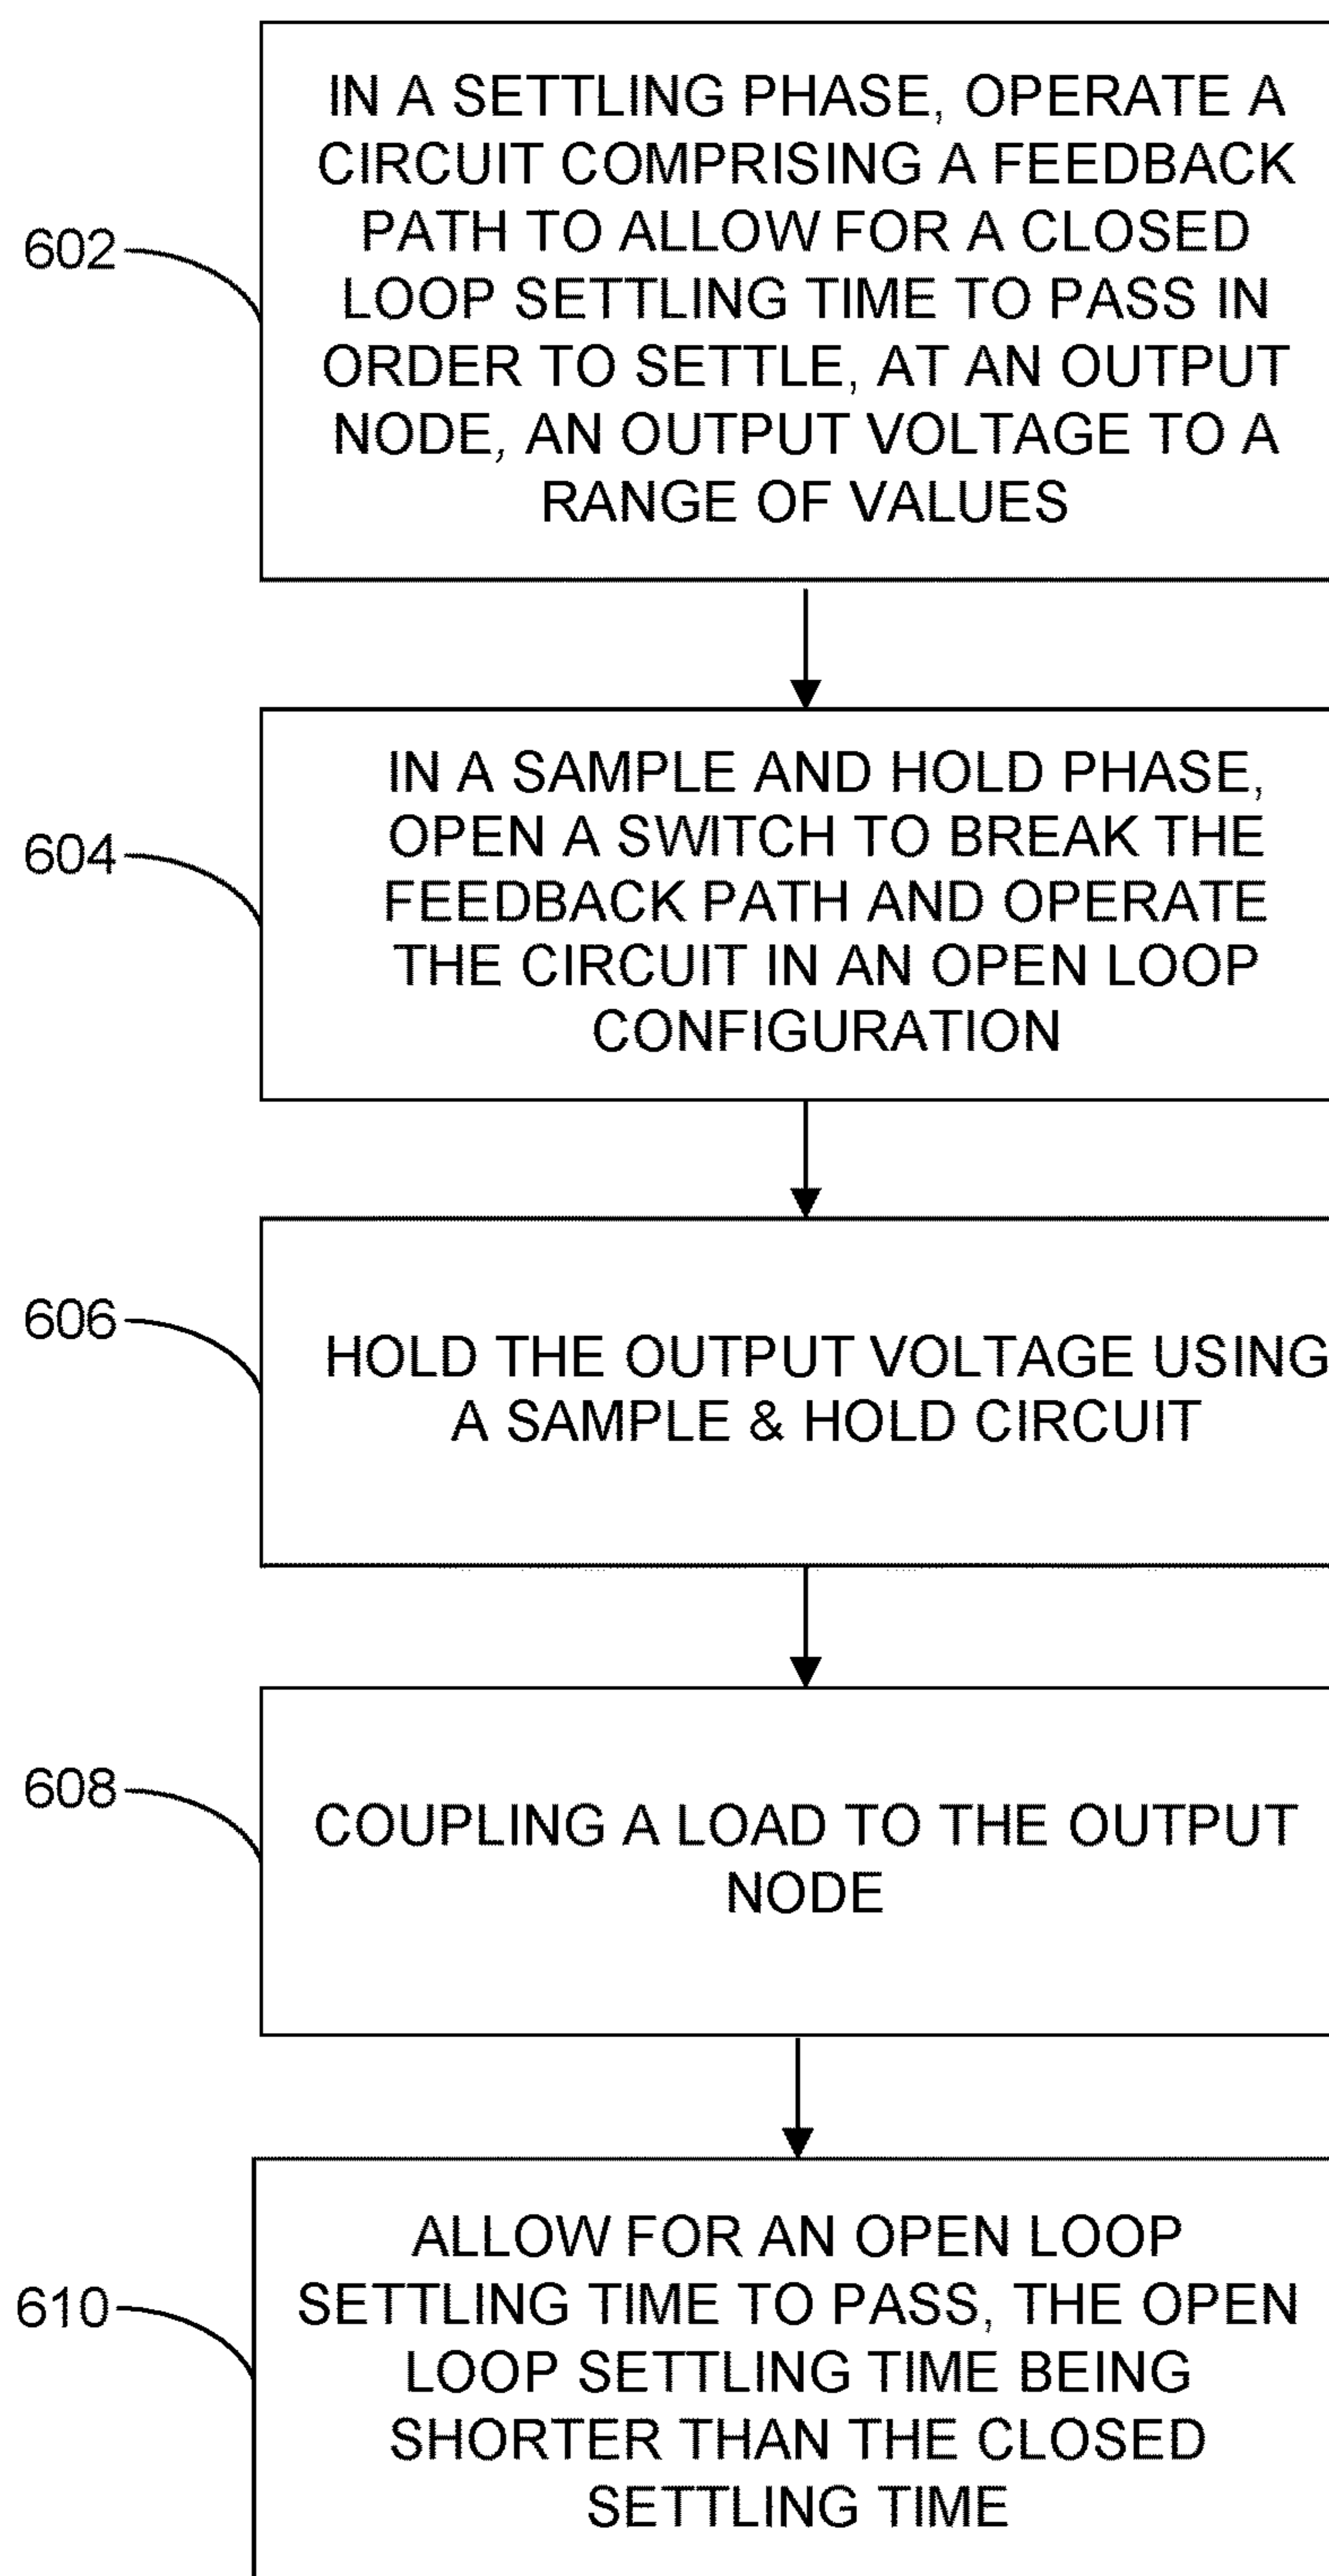 IN A SETTLING PHASE, OPERATE A
CIRCUIT COMPRISING A FEEDBACK
602
PATH TO ALLOW FOR A CLOSED
LOOP SETTLING TIME TO PASS IN
ORDER TO SETTLE, AT AN OUTPUT
NODE, AN OUTPUT VOLTAGE TO A
RANGE OF VALUES
IN A SAMPLE AND HOLD PHASE,
604
OPEN A SWITCH TO BREAK THE
FEEDBACK PATH AND OPERATE
THE CIRCUIT IN AN OPEN LOOP
CONFIGURATION
606
HOLD THE OUTPUT VOLTAGE USING
A SAMPLE & HOLD CIRCUIT
608
COUPLING A LOAD TO THE OUTPUT
NODE
610
ALLOW FOR AN OPEN LOOP
SETTLING TIME TO PASS, THE OPEN
LOOP SETTLING TIME BEING
SHORTER THAN THE CLOSED
SETTLING TIME